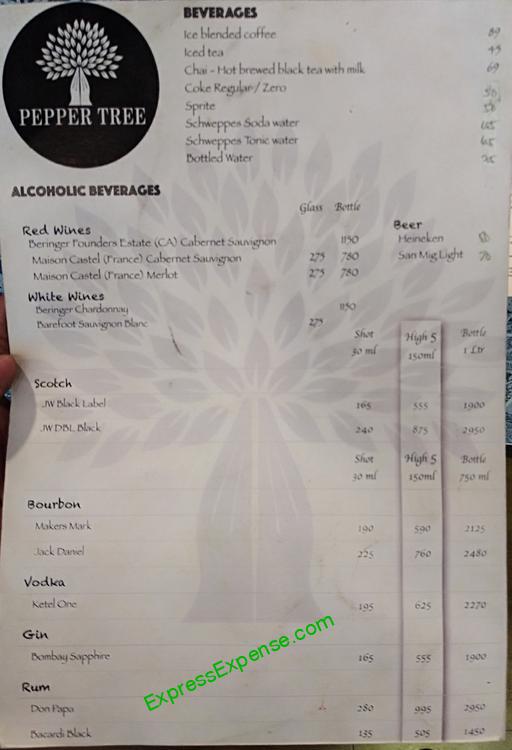 PEPPER TREE
BEVERAGES
Ice blended coffee 89
Iced tea 45
Chai - Hot brewed black tea with milk 69
Coke Regular / Zero 50
Sprite 50
Schweppes Soda water 65
Schweppes Tonic water 65
Bottled Water 25
ALCOHOLIC BEVERAGES
Glass Bottle
Red Wines
Beringer Founders Estate (CA) Cabernet Sauvignon 1150
Maison Castel (France) Cabernet Sauvignon 275 780
Maison Castel (France) Merlot 275 780
White Wines
Beringer Chardonnay 1150
Barefoot Sauvignon Blanc 275
Beer
Heineken
San Mig Light 70
Shot High 5 Bottle
30 ml 150ml 1 Ltr
Scotch
JW Black Label 165 555 1900
JW DBL Black 240 875 2950
Shot High 5 Bottle
30 ml 150ml 750 ml
Bourbon
Makers Mark 190 590 2125
Jack Daniel 225 760 2480
Vodka
Ketel One 195 625 2270
Gin
Bombay Sapphire 165 555 1900
Rum
Don Papa 280 995 2950
Bacardi Black 135 505 1450
ExpressExpense.com